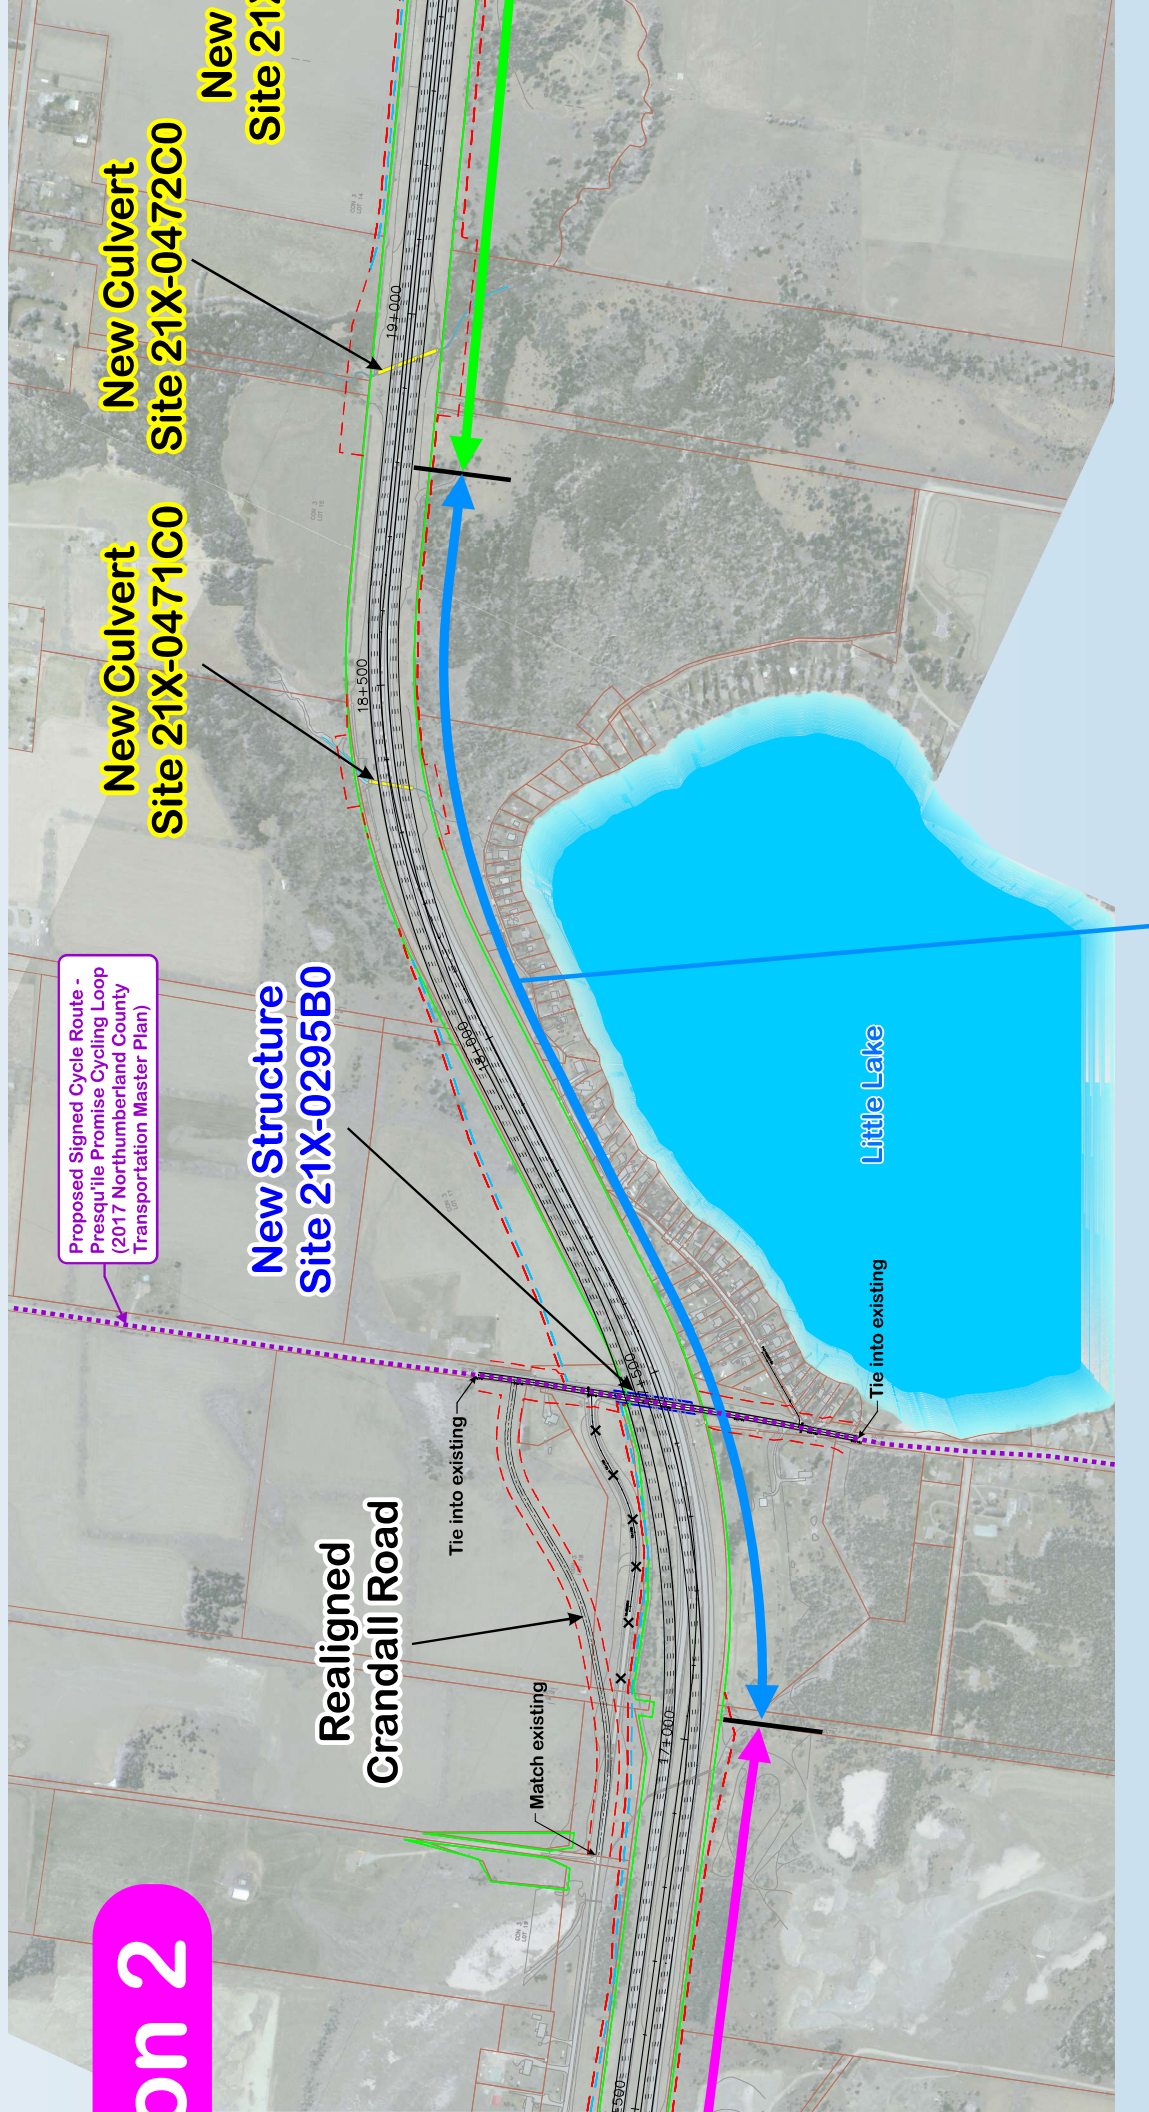 New
Site 21X
New Culvert
Site 21X-0472C0
New Culvert
Site 21X-0471C0
19+000
18+500
18+000
Proposed Signed Cycle Route -
Presqu'ile Promise Cycling Loop
(2017 Northumberland County
Transportation Master Plan)
New Structure
Site 21X-0295B0
Little Lake
Tie into existing
Tie into existing
Realigned
Crandall Road
Match existing
17+000
on 2